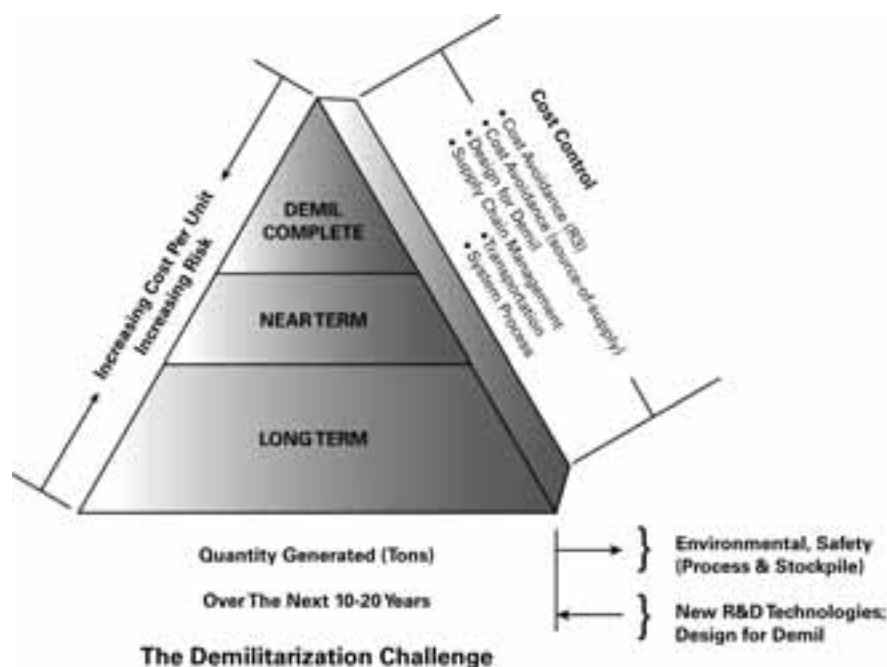 Increasing Cost Per Unit
Increasing Risk
DEMIL
COMPLETE
NEAR TERM
LONG TERM
Cost Control
• Cost Avoidance (R3)
• Cost Avoidance (source-of-supply)
• Design for Demil
• Supply Chain Management
• Transportation
• System Process
Quantity Generated (Tons)
Over The Next 10-20 Years
Environmental, Safety
(Process & Stockpile)
New R&D Technologies;
Design for Demil
The Demilitarization Challenge